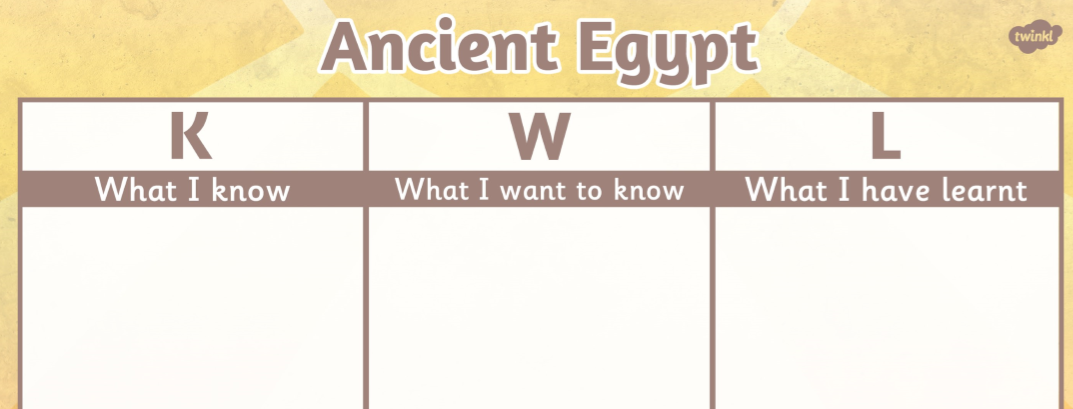 Ancient Egypt
twinkl
K W L
What I know What I want to know What I have learnt